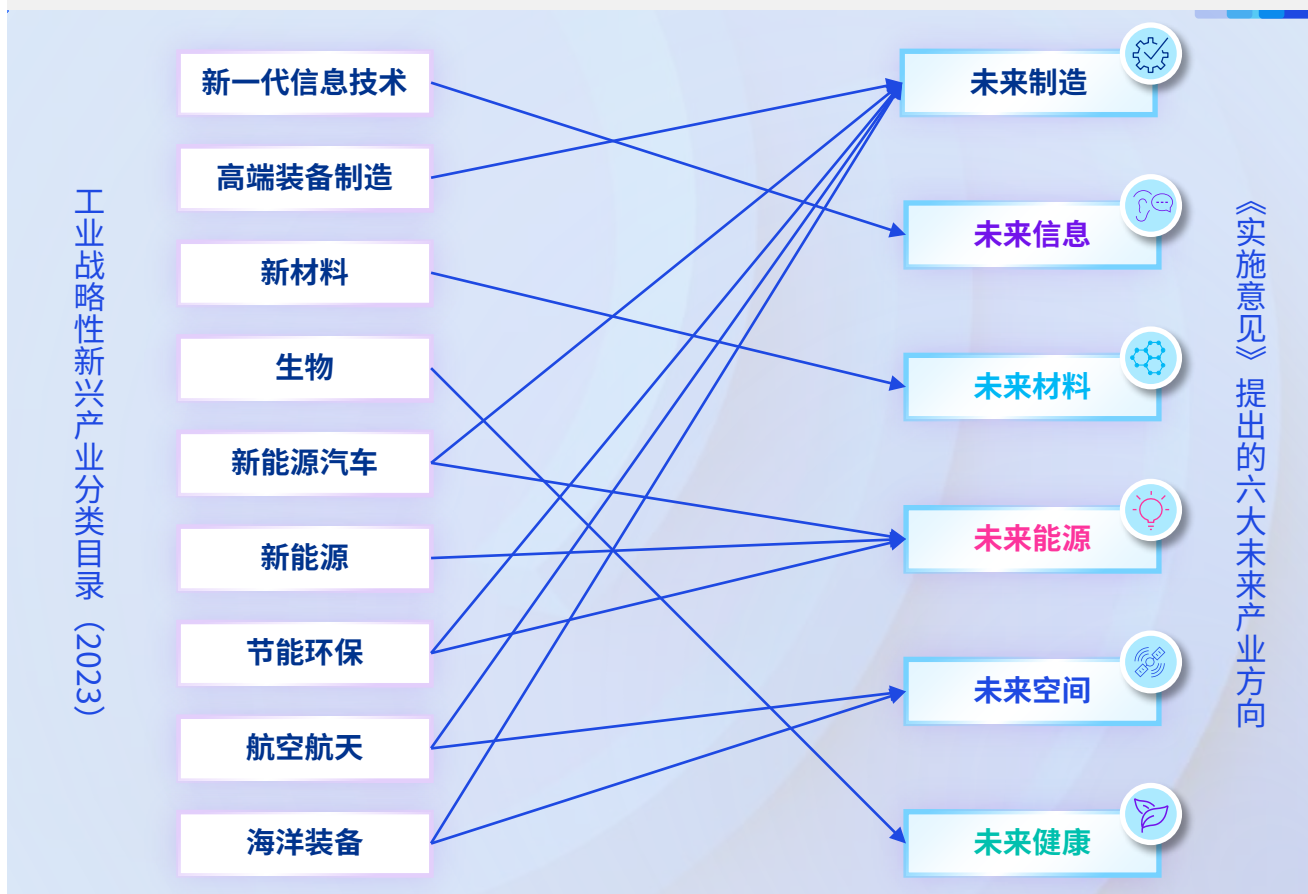 工业战略性新兴产业分类目录（2023）
新一代信息技术
高端装备制造
新材料
生物
新能源汽车
新能源
节能环保
航空航天
海洋装备
未来制造
未来信息
未来材料
未来能源
未来空间
未来健康
《实施意见》提出的六大未来产业方向